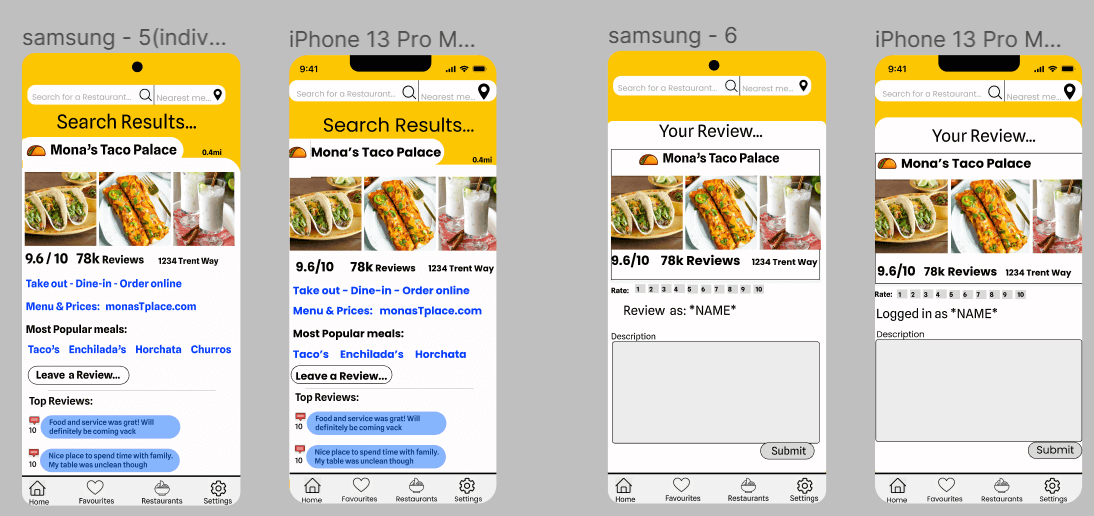 samsung - 5(indiv...
Search for a Restaurant...
Nearest me...
Search Results...
Mona's Taco Palace
0.4mi
9.6 / 10 78k Reviews 1234 Trent Way
Take out - Dine-in - Order online
Menu & Prices: monasTplace.com
Most Popular meals:
Taco's Enchilada's Horchata Churros
Leave a Review...
Top Reviews:
Food and service was grat! Will
definitely be coming vack
10
Nice place to spend time with family.
My table was unclean though
10
Home Favourites Restaurants Settings
iPhone 13 Pro M...
9:41
Search for a Restaurant...
Nearest me...
Search Results...
Mona's Taco Palace
0.4mi
9.6/10 78k Reviews 1234 Trent Way
Take out - Dine-in - Order online
Menu & Prices: monasTplace.com
Most Popular meals:
Taco's Enchilada's Horchata
Leave a Review...
Top Reviews:
Food and service was grat! Will
definitely be coming vack
10
Nice place to spend time with family.
My table was unclean though
10
Home Favourites Restaurants Settings
samsung - 6
Search for a Restaurant...
Nearest me...
Your Review...
Mona's Taco Palace
9.6/10 78k Reviews 1234 Trent Way
Rate: 1 2 3 4 5 6 7 8 9 10
Review as: *NAME*
Description
Submit
Home Favourites Restaurants Settings
iPhone 13 Pro M...
9:41
Search for a Restaurant...
Nearest me...
Your Review...
Mona's Taco Palace
9.6/10 78k Reviews 1234 Trent Way
Rate: 1 2 3 4 5 6 7 8 9 10
Logged in as *NAME*
Description
Submit
Home Favourites Restaurants Settings